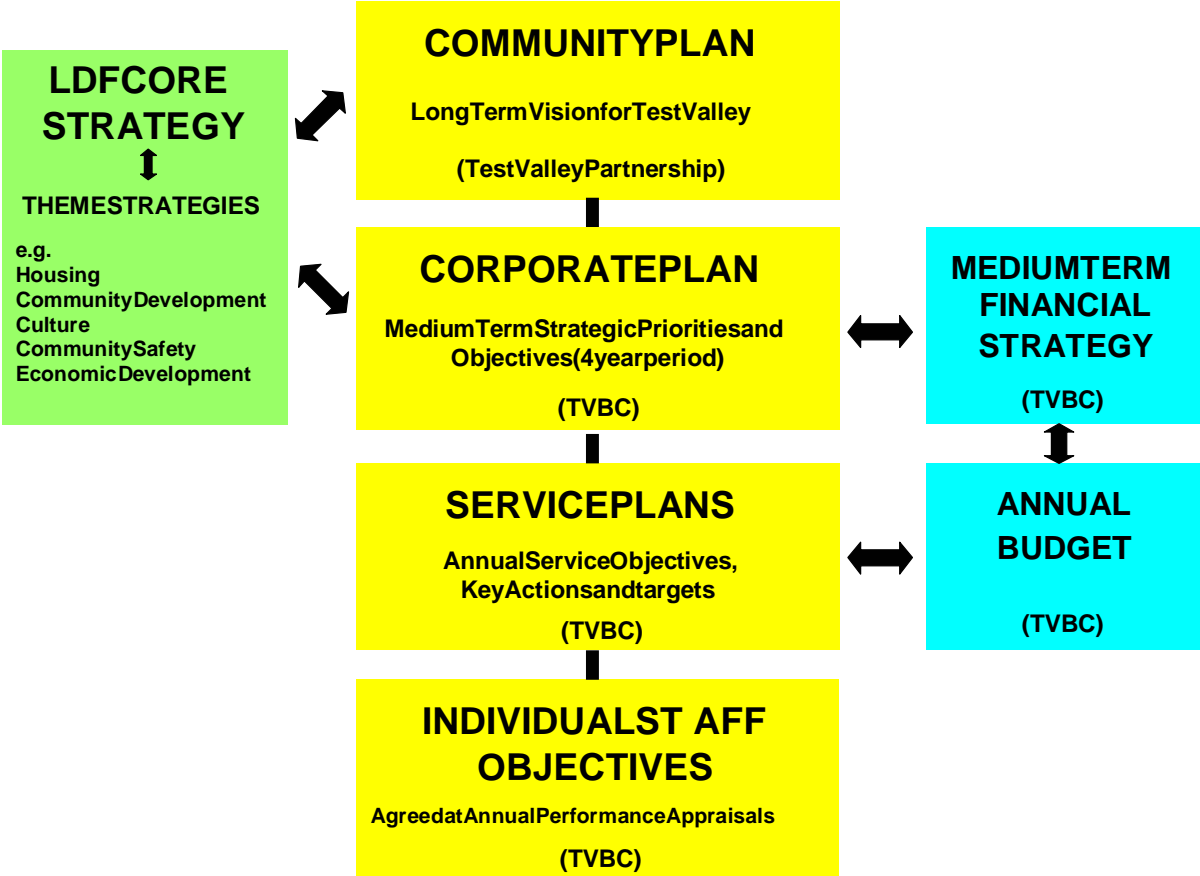 LDFCORE
STRATEGY
THEMESTRATEGIES
e.g.
Housing
CommunityDevelopment
Culture
CommunitySafety
EconomicDevelopment
COMMUNITYPLAN
LongTermVisionforTestValley
(TestValleyPartnership)
CORPORATEPLAN
MediumTermStrategicPrioritiesand
Objectives(4yearperiod)
(TVBC)
MEDIUMTERM
FINANCIAL
STRATEGY
(TVBC)
SERVICEPLANS
AnnualServiceObjectives,
KeyActionsandtargets
(TVBC)
ANNUAL
BUDGET
(TVBC)
INDIVIDUALST AFF
OBJECTIVES
AgreedatAnnualPerformanceAppraisals
(TVBC)